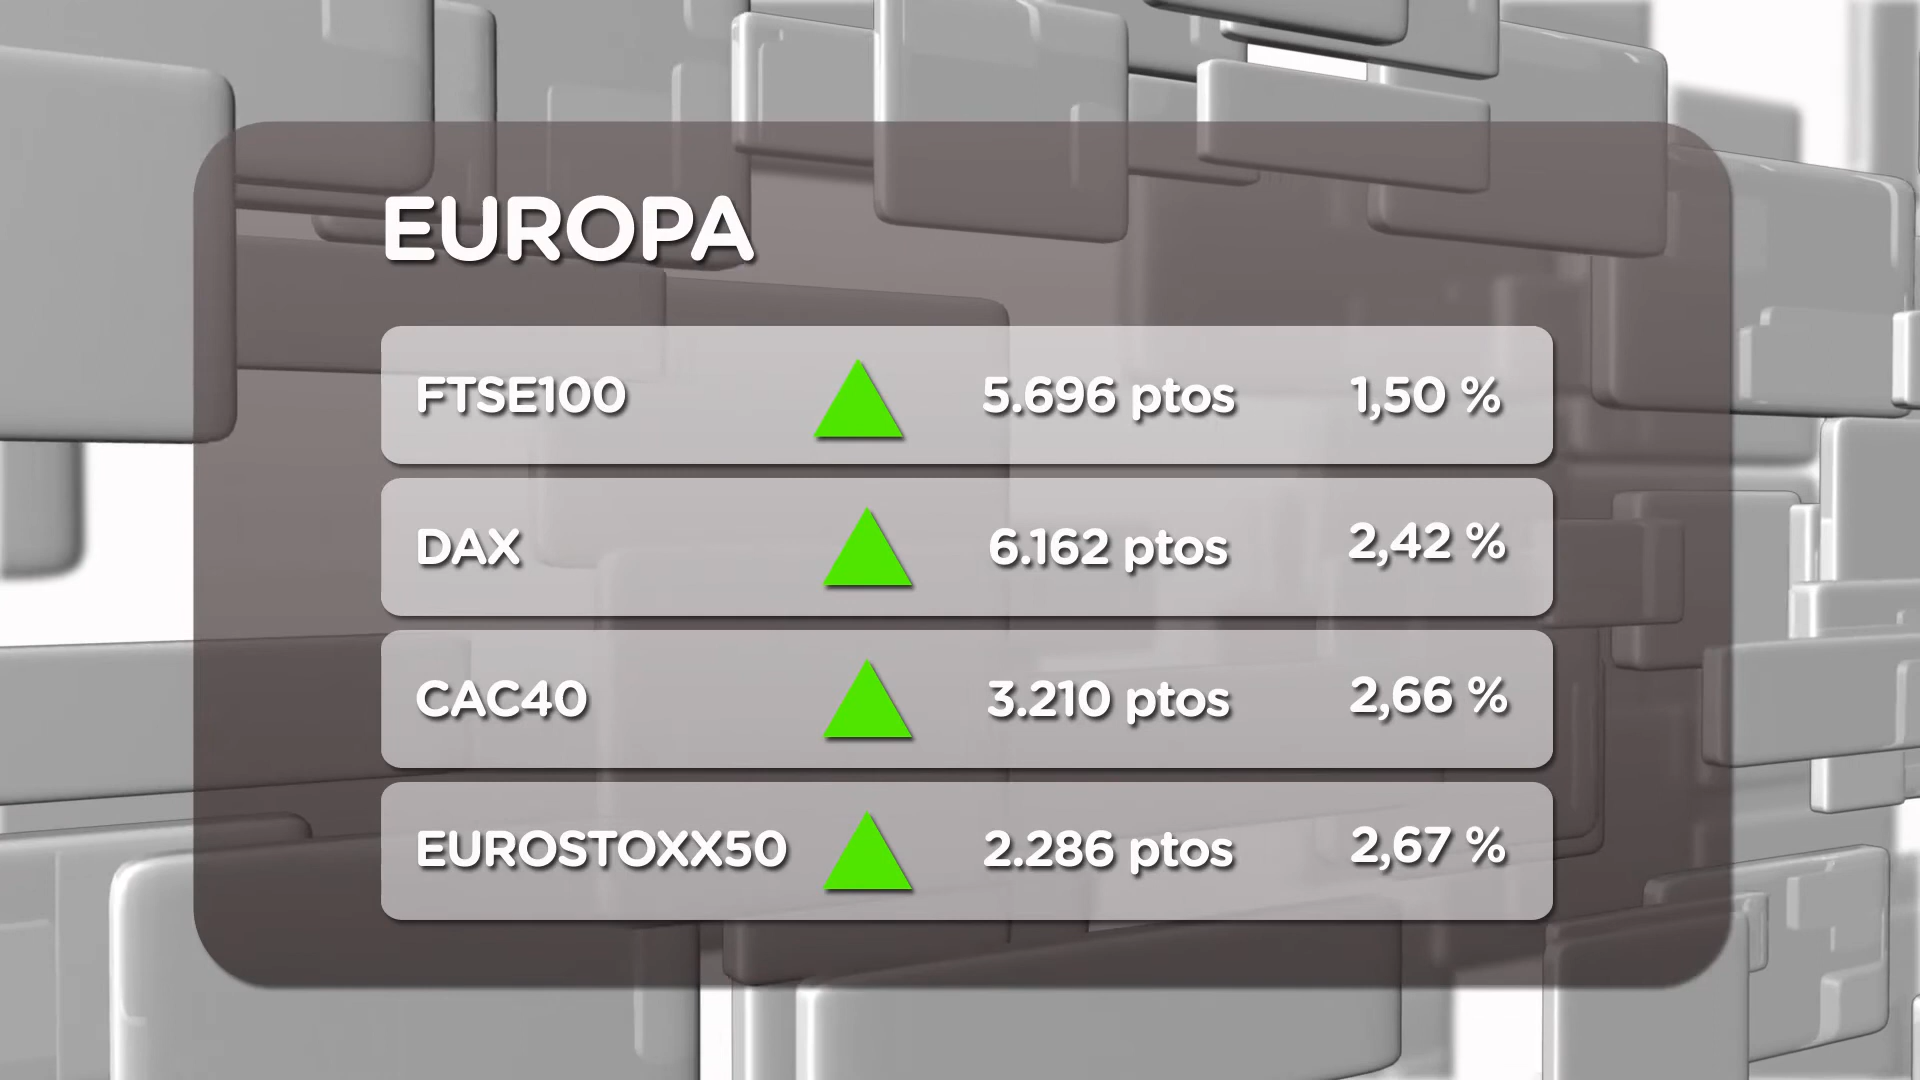 EUROPA
FTSE100 5.696 ptos 1,50 %
DAX 6.162 ptos 2,42 %
CAC40 3.210 ptos 2,66 %
EUROSTOXX50 2.286 ptos 2,67 %